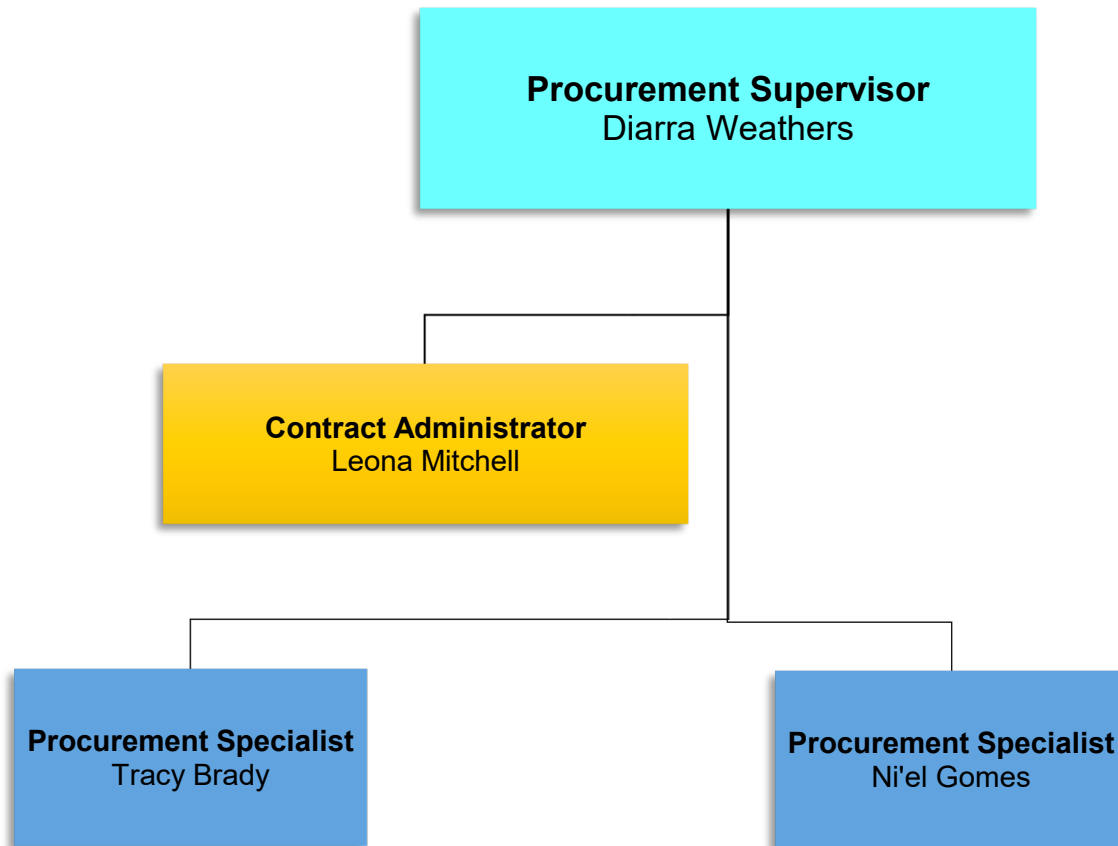 Procurement Supervisor
Diarra Weathers
Contract Administrator
Leona Mitchell
Procurement Specialist
Tracy Brady
Procurement Specialist
Ni'el Gomes